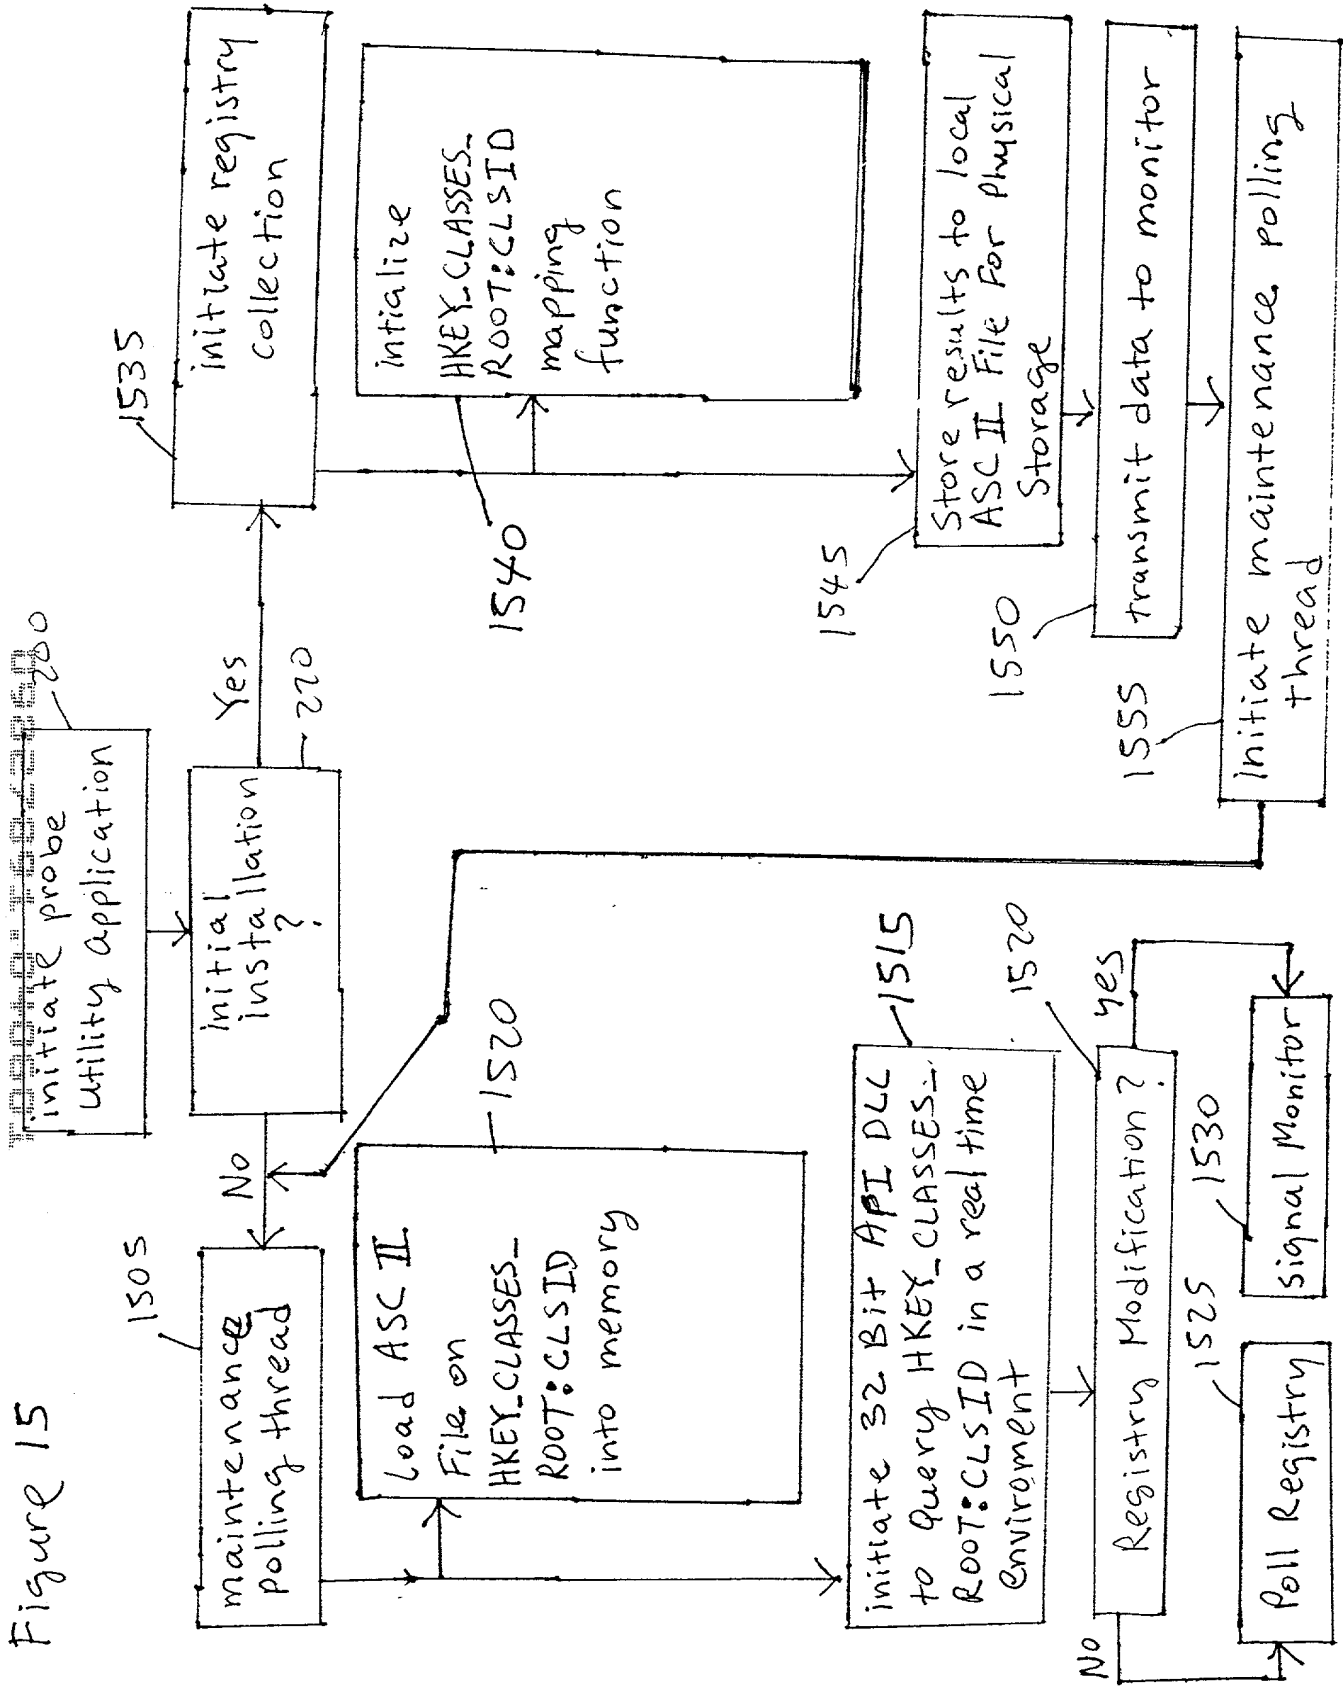 Figure 15
initiate probe
utility application
200
initial
installation
?
220
No
Yes
1505
maintenance
polling thread
Load ASC II
File on
HKEY_CLASSES_
ROOT:CLSID
into memory
1520
initiate 32 Bit API DLL
to Query HKEY_CLASSES_
ROOT:CLSID in a real time
enviroment
1515
Registry Modification?
1520
No
yes
Poll Registry
1525
Signal Monitor
1530
1535
initiate registry
collection
intialize
HKEY_CLASSES_
ROOT:CLSID
mapping
function
1540
Store results to local
ASC II File For Physical
Storage
1545
transmit data to monitor
1550
initiate maintenance polling
thread
1555